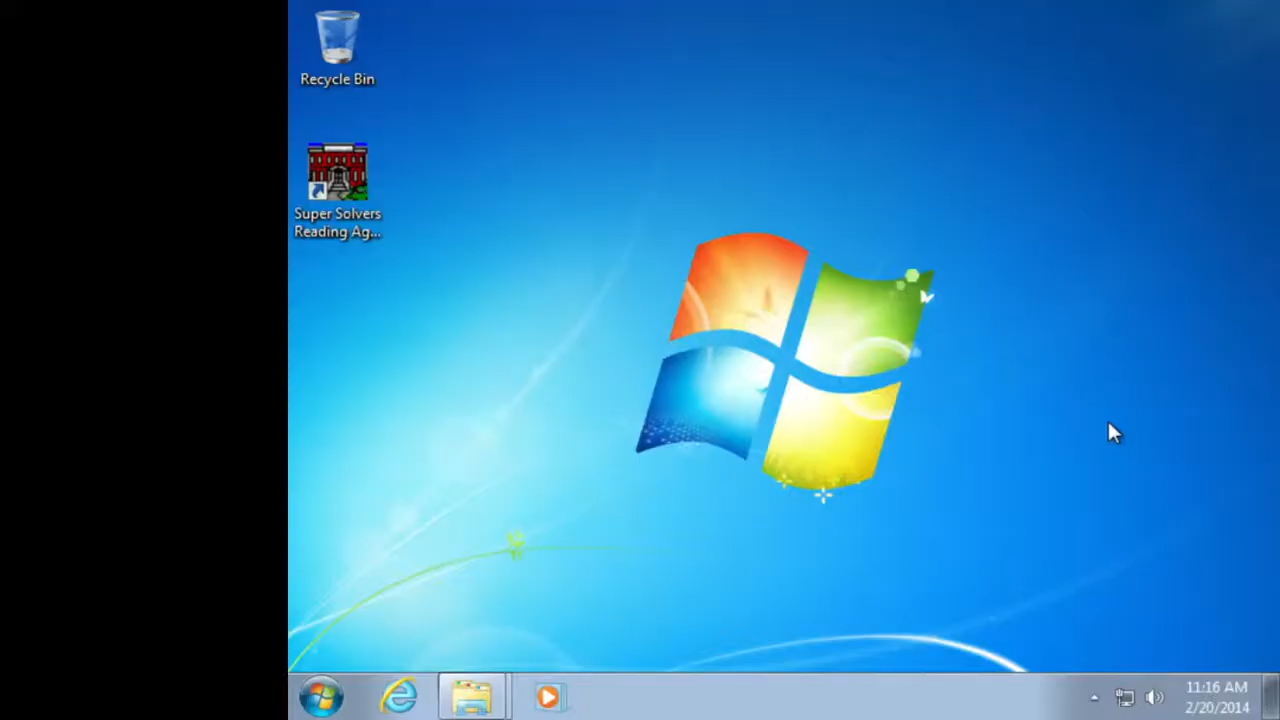 Recycle Bin
Super Solvers
Reading Ag...
11:16 AM
2/20/2014